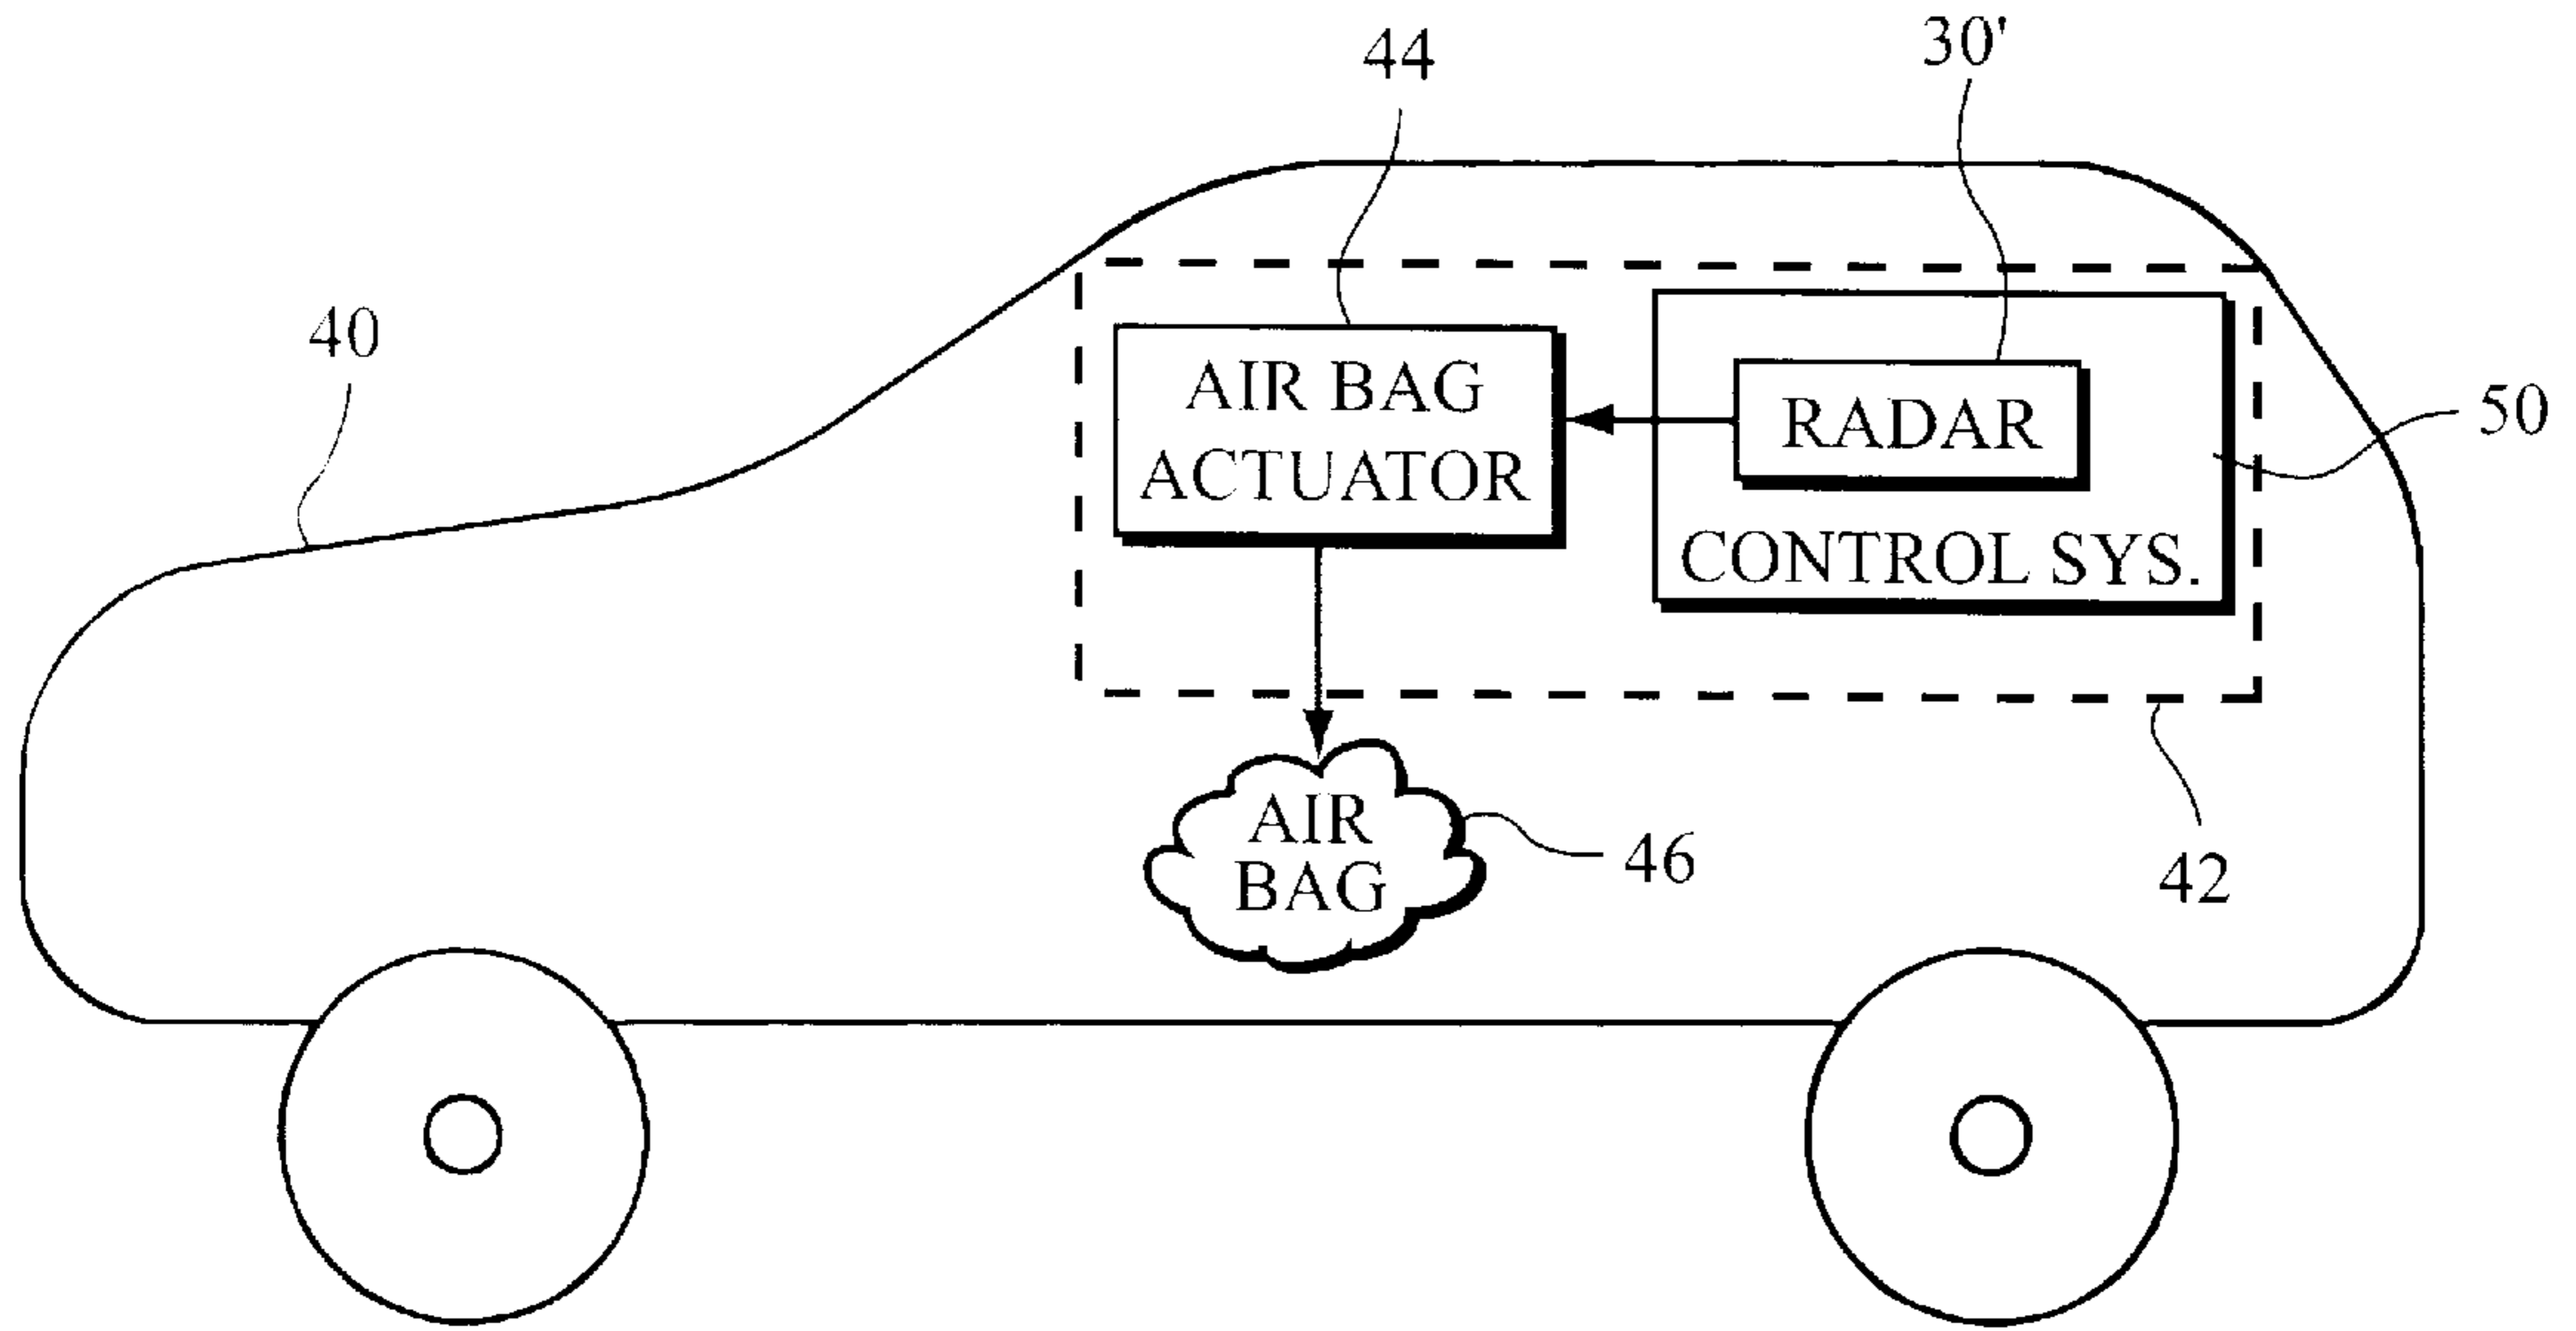 44
30'
40
AIR BAG
ACTUATOR
RADAR
50
CONTROL SYS.
AIR
BAG
46
42